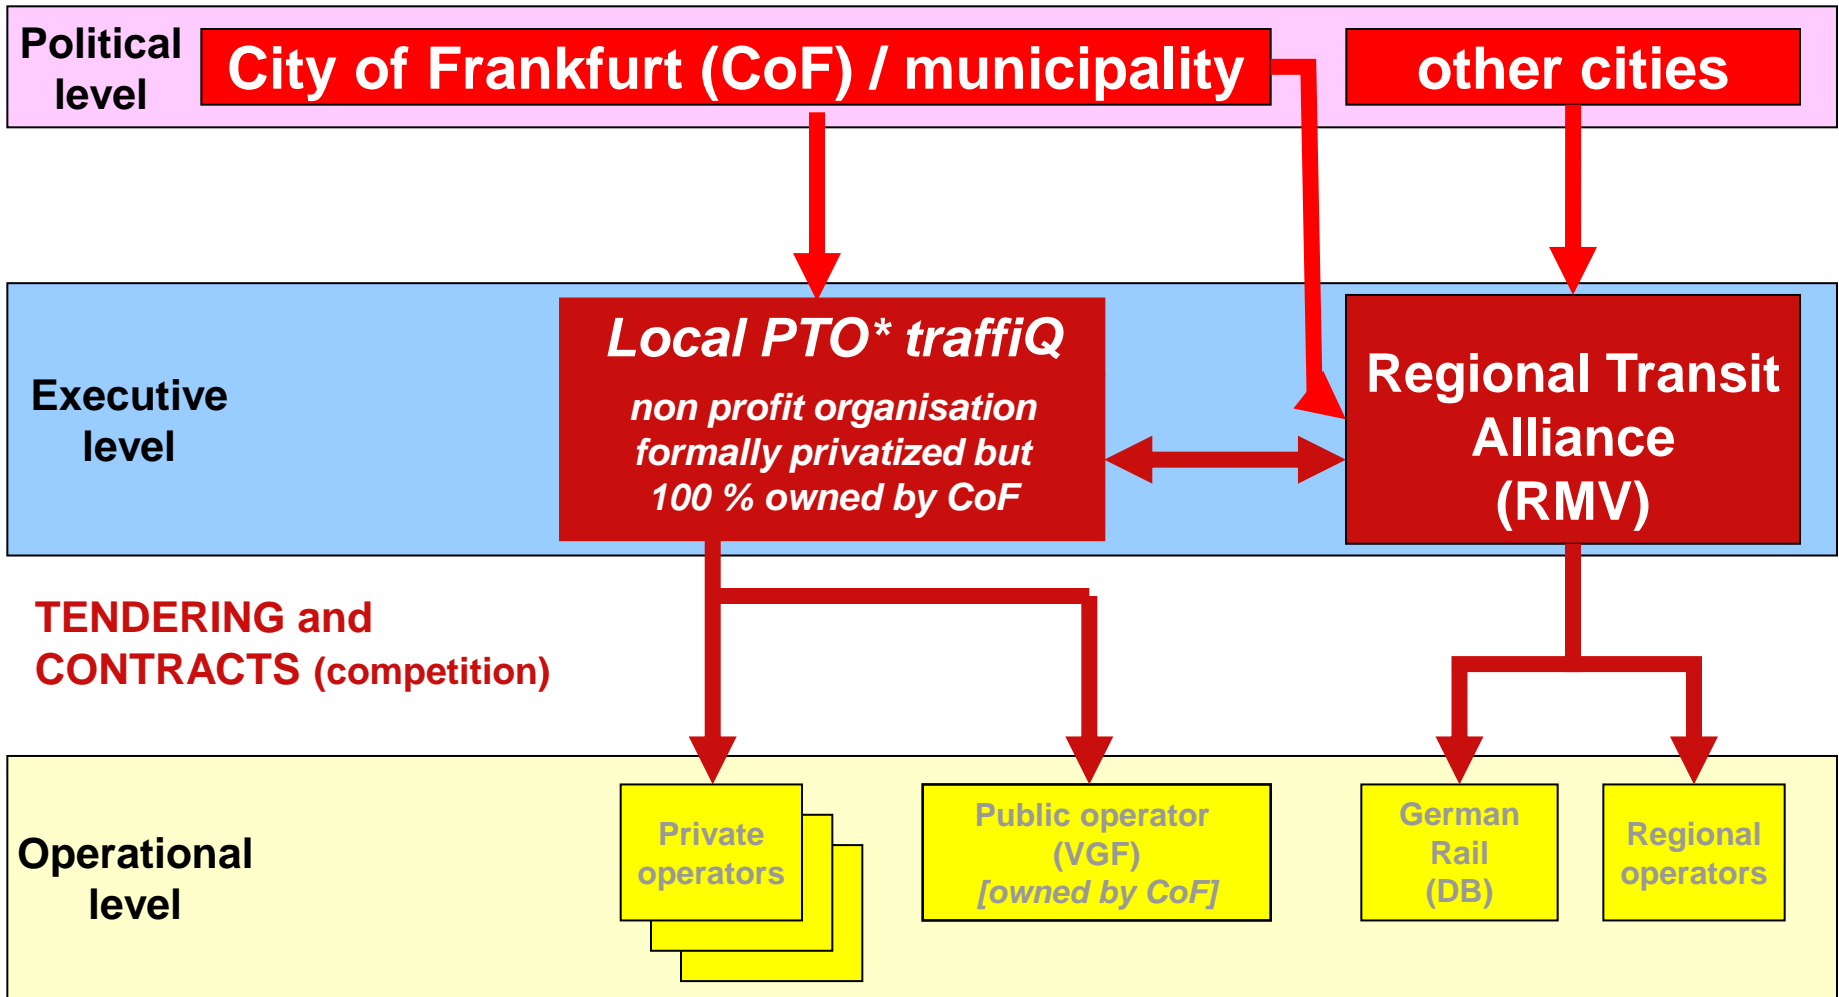 Political
level
City of Frankfurt (CoF) / municipality
other cities
Executive
level
Local PTO* traffiQ
non profit organisation
formally privatized but
100 % owned by CoF
Regional Transit
Alliance
(RMV)
TENDERING and
CONTRACTS (competition)
Operational
level
Private
operators
Public operator
(VGF)
[owned by CoF]
German
Rail
(DB)
Regional
operators